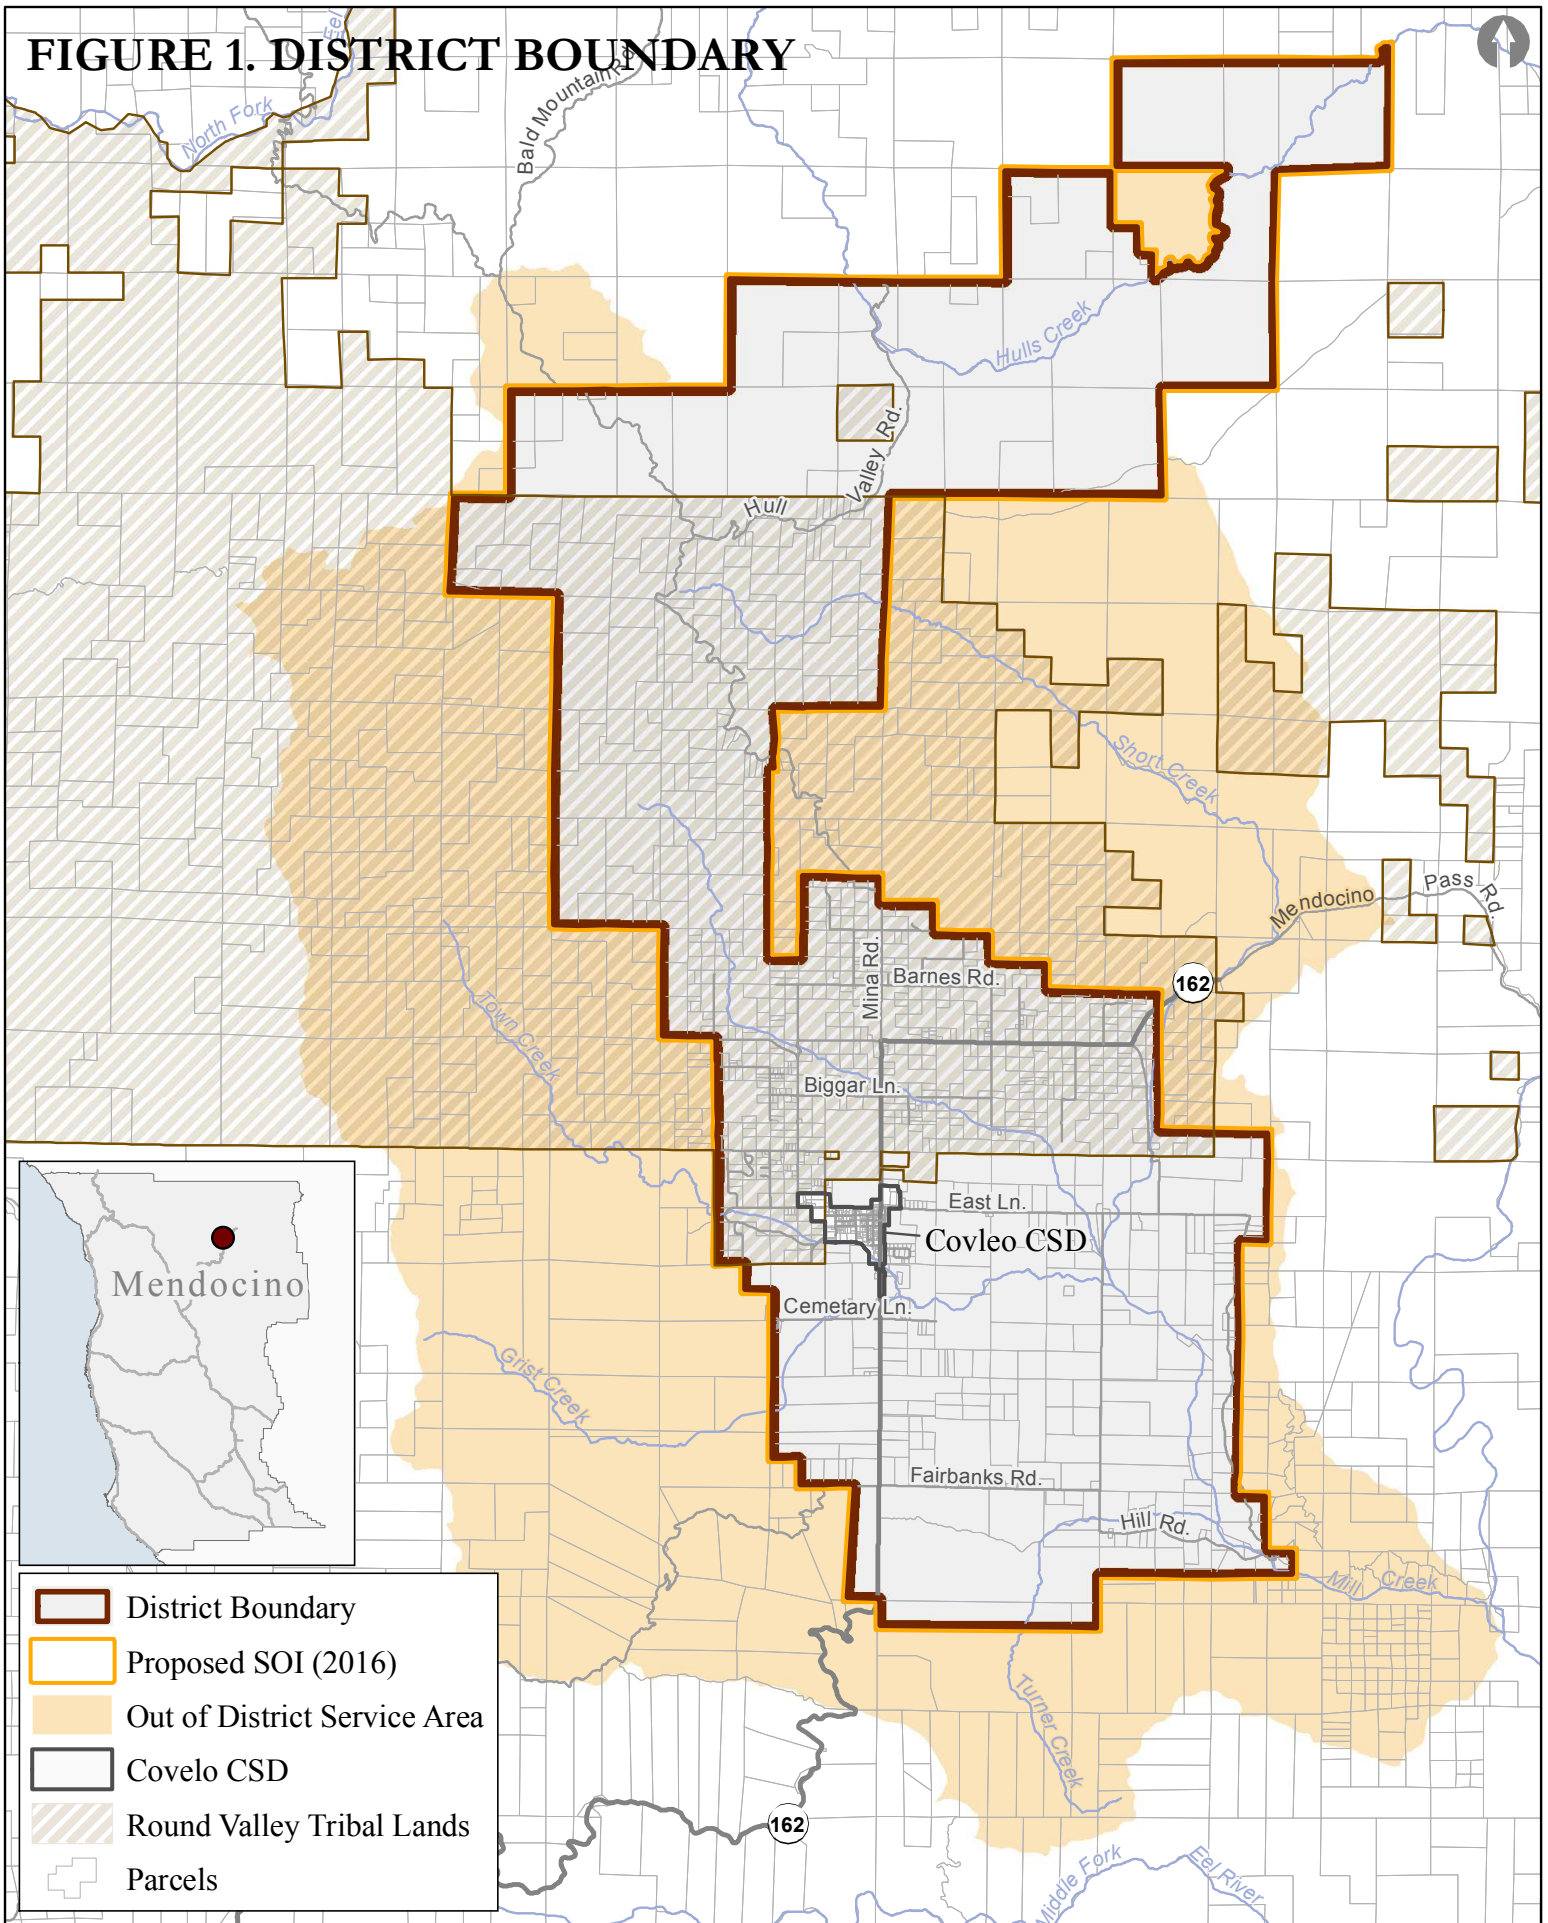 FIGURE 1. DISTRICT BOUNDARY
Eel
North Fork
Bald Mountain Rd.
Hulls Creek
Hull
Valley Rd.
Short Creek
Mendocino
Pass Rd.
162
Mina Rd.
Barnes Rd.
Town Creek
Biggar Ln.
East Ln.
Covleo CSD
Mendocino
Cemetary Ln.
Grist Creek
Fairbanks Rd.
Hill Rd.
Mill Creek
Turner Creek
162
Middle Fork
Eel River
District Boundary
Proposed SOI (2016)
Out of District Service Area
Covelo CSD
Round Valley Tribal Lands
Parcels